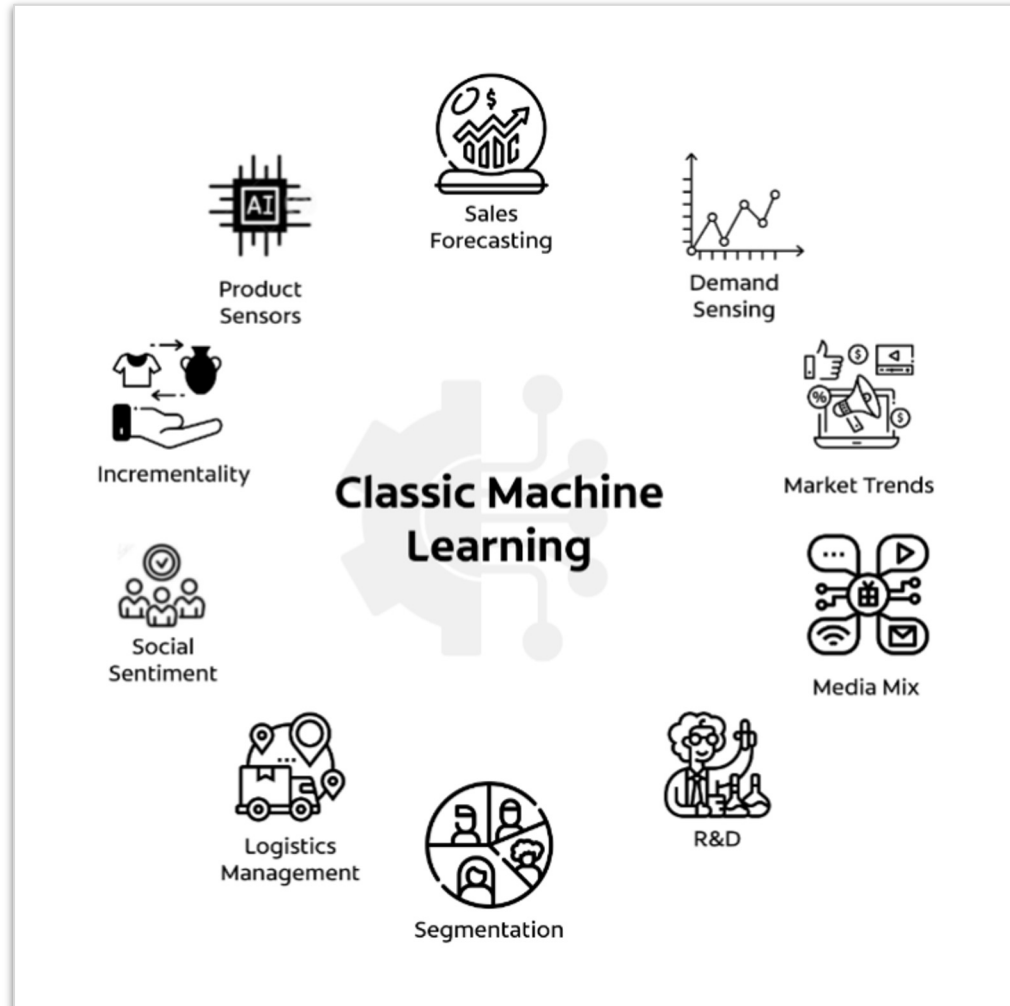 $
Sales
Forecasting
AI
Product
Sensors
Demand
Sensing
Incrementality
$
%
$
Market Trends
Classic Machine
Learning
Social
Sentiment
Media Mix
Logistics
Management
R&D
Segmentation